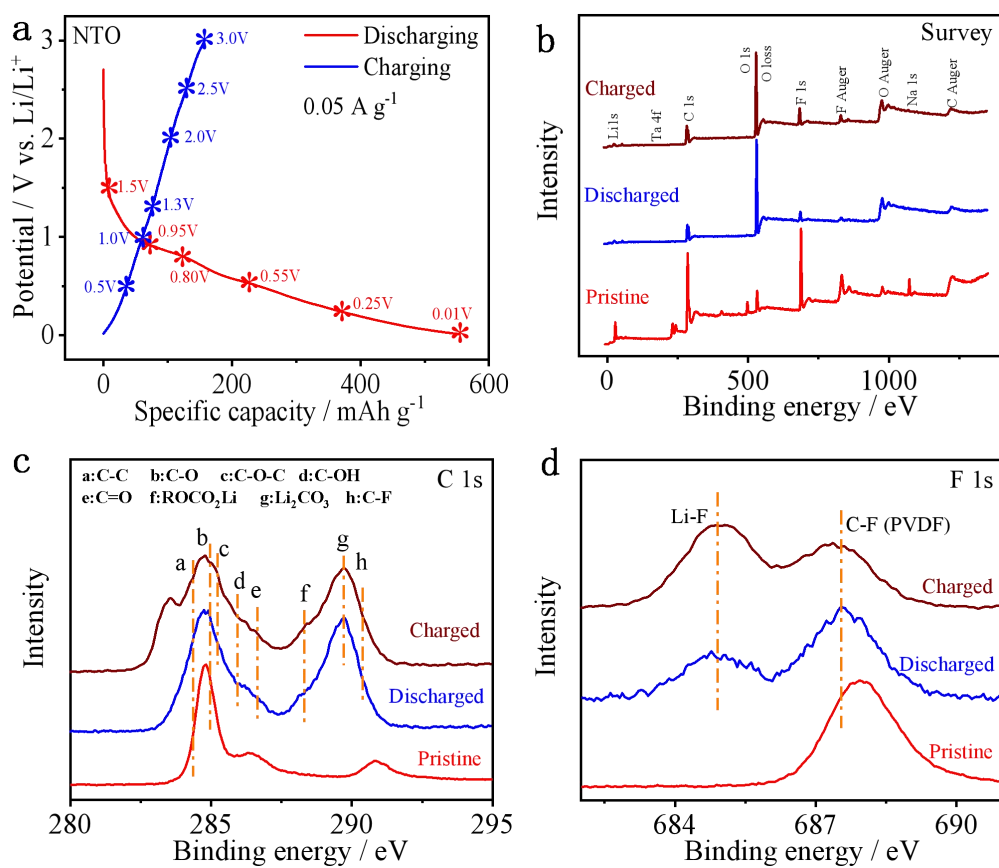 a
NTO
Discharging
Charging
0.05 A g⁻¹
3.0V
2.5V
2.0V
1.5V
1.3V
1.0V
0.95V
0.80V
0.5V
0.55V
0.25V
0.01V
3
2
1
0
0 200 400 600
Potential / V vs. Li/Li⁺
Specific capacity / mAh g⁻¹
b
Survey
Charged
Discharged
Pristine
Li1s
Ta 4f
C 1s
O 1s
O loss
F 1s
F Auger
O Auger
Na 1s
C Auger
Intensity
0 500 1000
Binding energy / eV
c
C 1s
a:C-C b:C-O c:C-O-C d:C-OH
e:C=O f:ROCO₂Li g:Li₂CO₃ h:C-F
a b c d e f g h
Charged
Discharged
Pristine
Intensity
280 285 290 295
Binding energy / eV
d
F 1s
Li-F
C-F (PVDF)
Charged
Discharged
Pristine
Intensity
684 687 690
Binding energy / eV